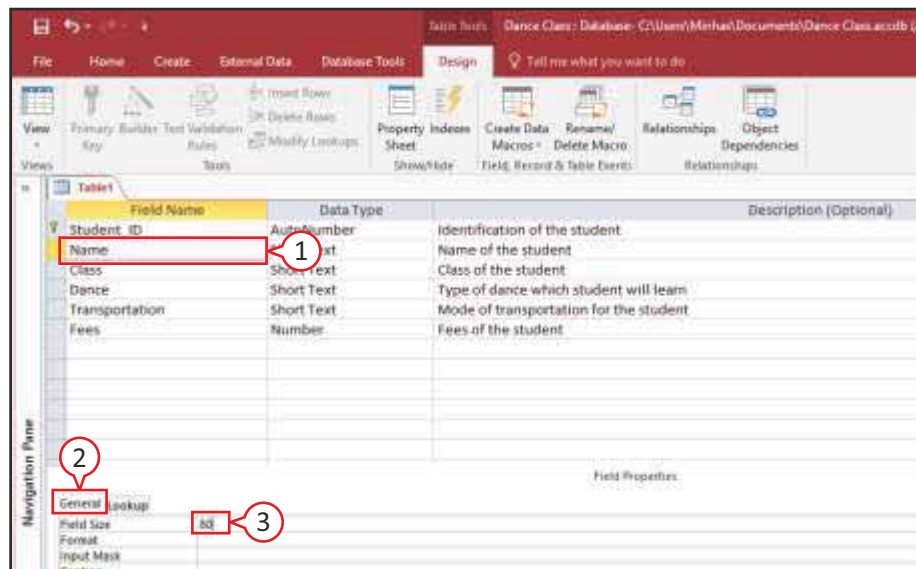 Table Tools Dance Class : Database- C:\Users\Minhas\Documents\Dance Class.accdb (
File Home Create External Data Database Tools Design Tell me what you want to do
View
Primary Key
Builder
Test Validation Rules
Insert Rows
Delete Rows
Modify Lookups
Property Sheet
Indexes
Create Data Macros
Rename/ Delete Macro
Relationships
Object Dependencies
Views Tools Show/Hide Field, Record & Table Events Relationships
Table1
Field Name Data Type Description (Optional)
Student_ID AutoNumber Identification of the student
Name 1 xt Name of the student
Class Short Text Class of the student
Dance Short Text Type of dance which student will learn
Transportation Short Text Mode of transportation for the student
Fees Number Fees of the student
Navigation Pane
2
Field Properties
General Lookup
Field Size 80 3
Format
Input Mask